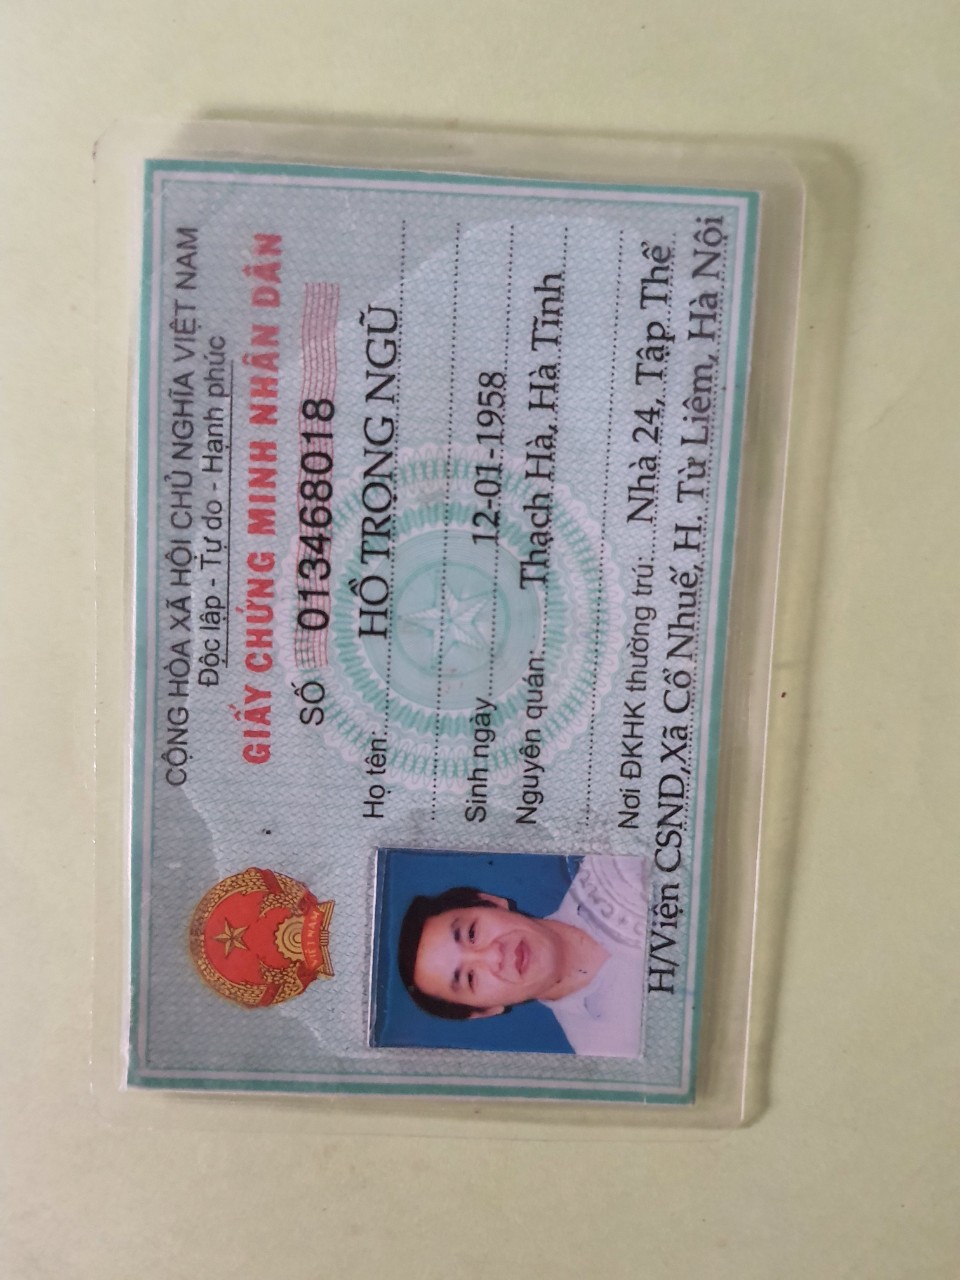 CỘNG HÒA XÃ HỘI CHỦ NGHĨA VIỆT NAM
Độc lập - Tự do - Hạnh phúc
GIẤY CHỨNG MINH NHÂN DÂN
SỐ 013468018
Họ tên: HỒ TRỌNG NGŨ
Sinh ngày 12-01-1958
Nguyên quán: Thạch Hà, Hà Tĩnh
Nơi ĐKHK thường trú: Nhà 24, Tập Thể
H/Viện CSND, Xã Cổ Nhuế, H. Từ Liêm, Hà Nội
VIỆT NAM